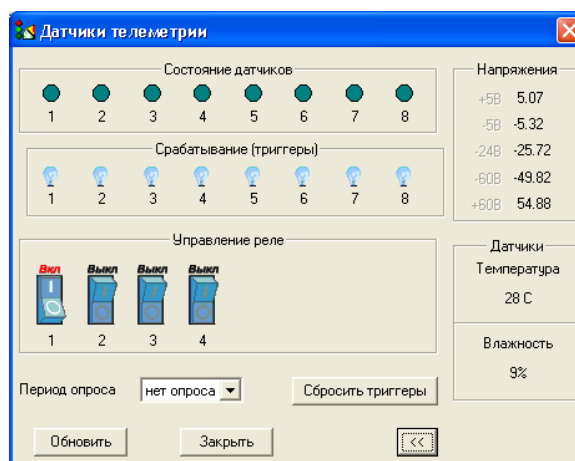 Датчики телеметрии
Состояние датчиков
1 2 3 4 5 6 7 8
Срабатывание (триггеры)
1 2 3 4 5 6 7 8
Управление реле
Вкл Выкл Выкл Выкл
1 2 3 4
Период опроса нет опроса Сбросить триггеры
Обновить Закрыть <<
Напряжения
+5В 5.07
-5В -5.32
-24В -25.72
-60В -49.82
+60В 54.88
Датчики
Температура
28 С
Влажность
9%